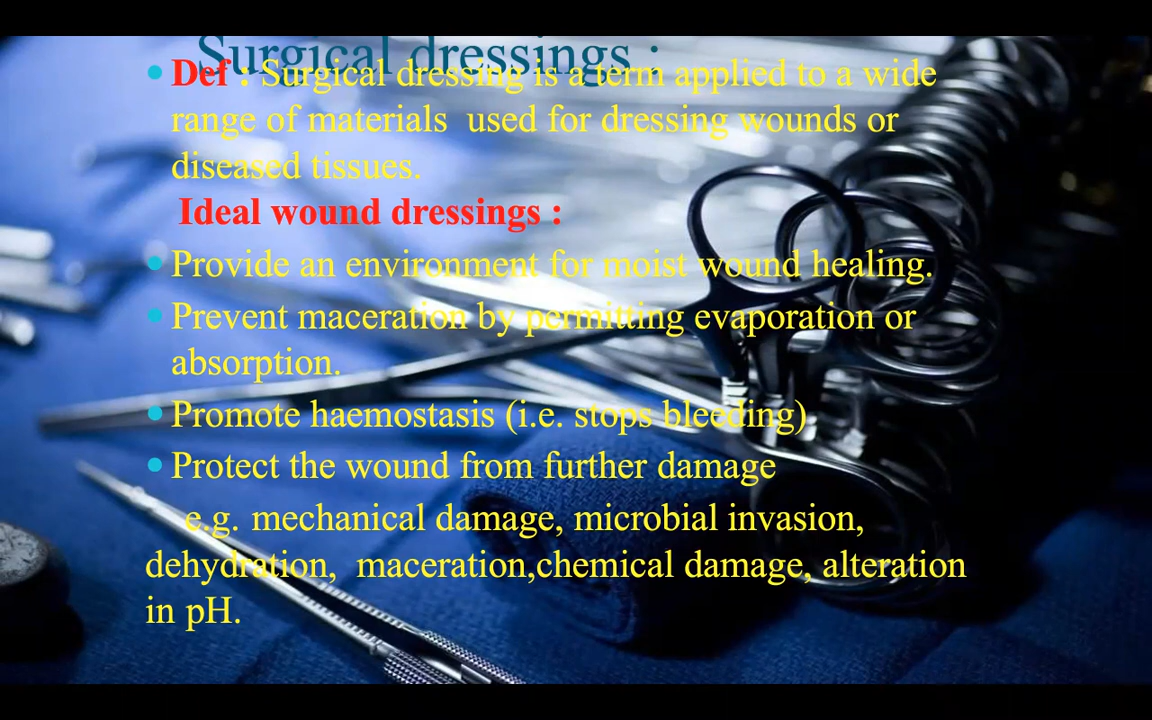 Surgical dressings :
Def : Surgical dressing is a term applied to a wide
range of materials used for dressing wounds or
diseased tissues.
Ideal wound dressings :
Provide an environment for moist wound healing.
Prevent maceration by permitting evaporation or
absorption.
Promote haemostasis (i.e. stops bleeding)
Protect the wound from further damage
e.g. mechanical damage, microbial invasion,
dehydration, maceration,chemical damage, alteration
in pH.